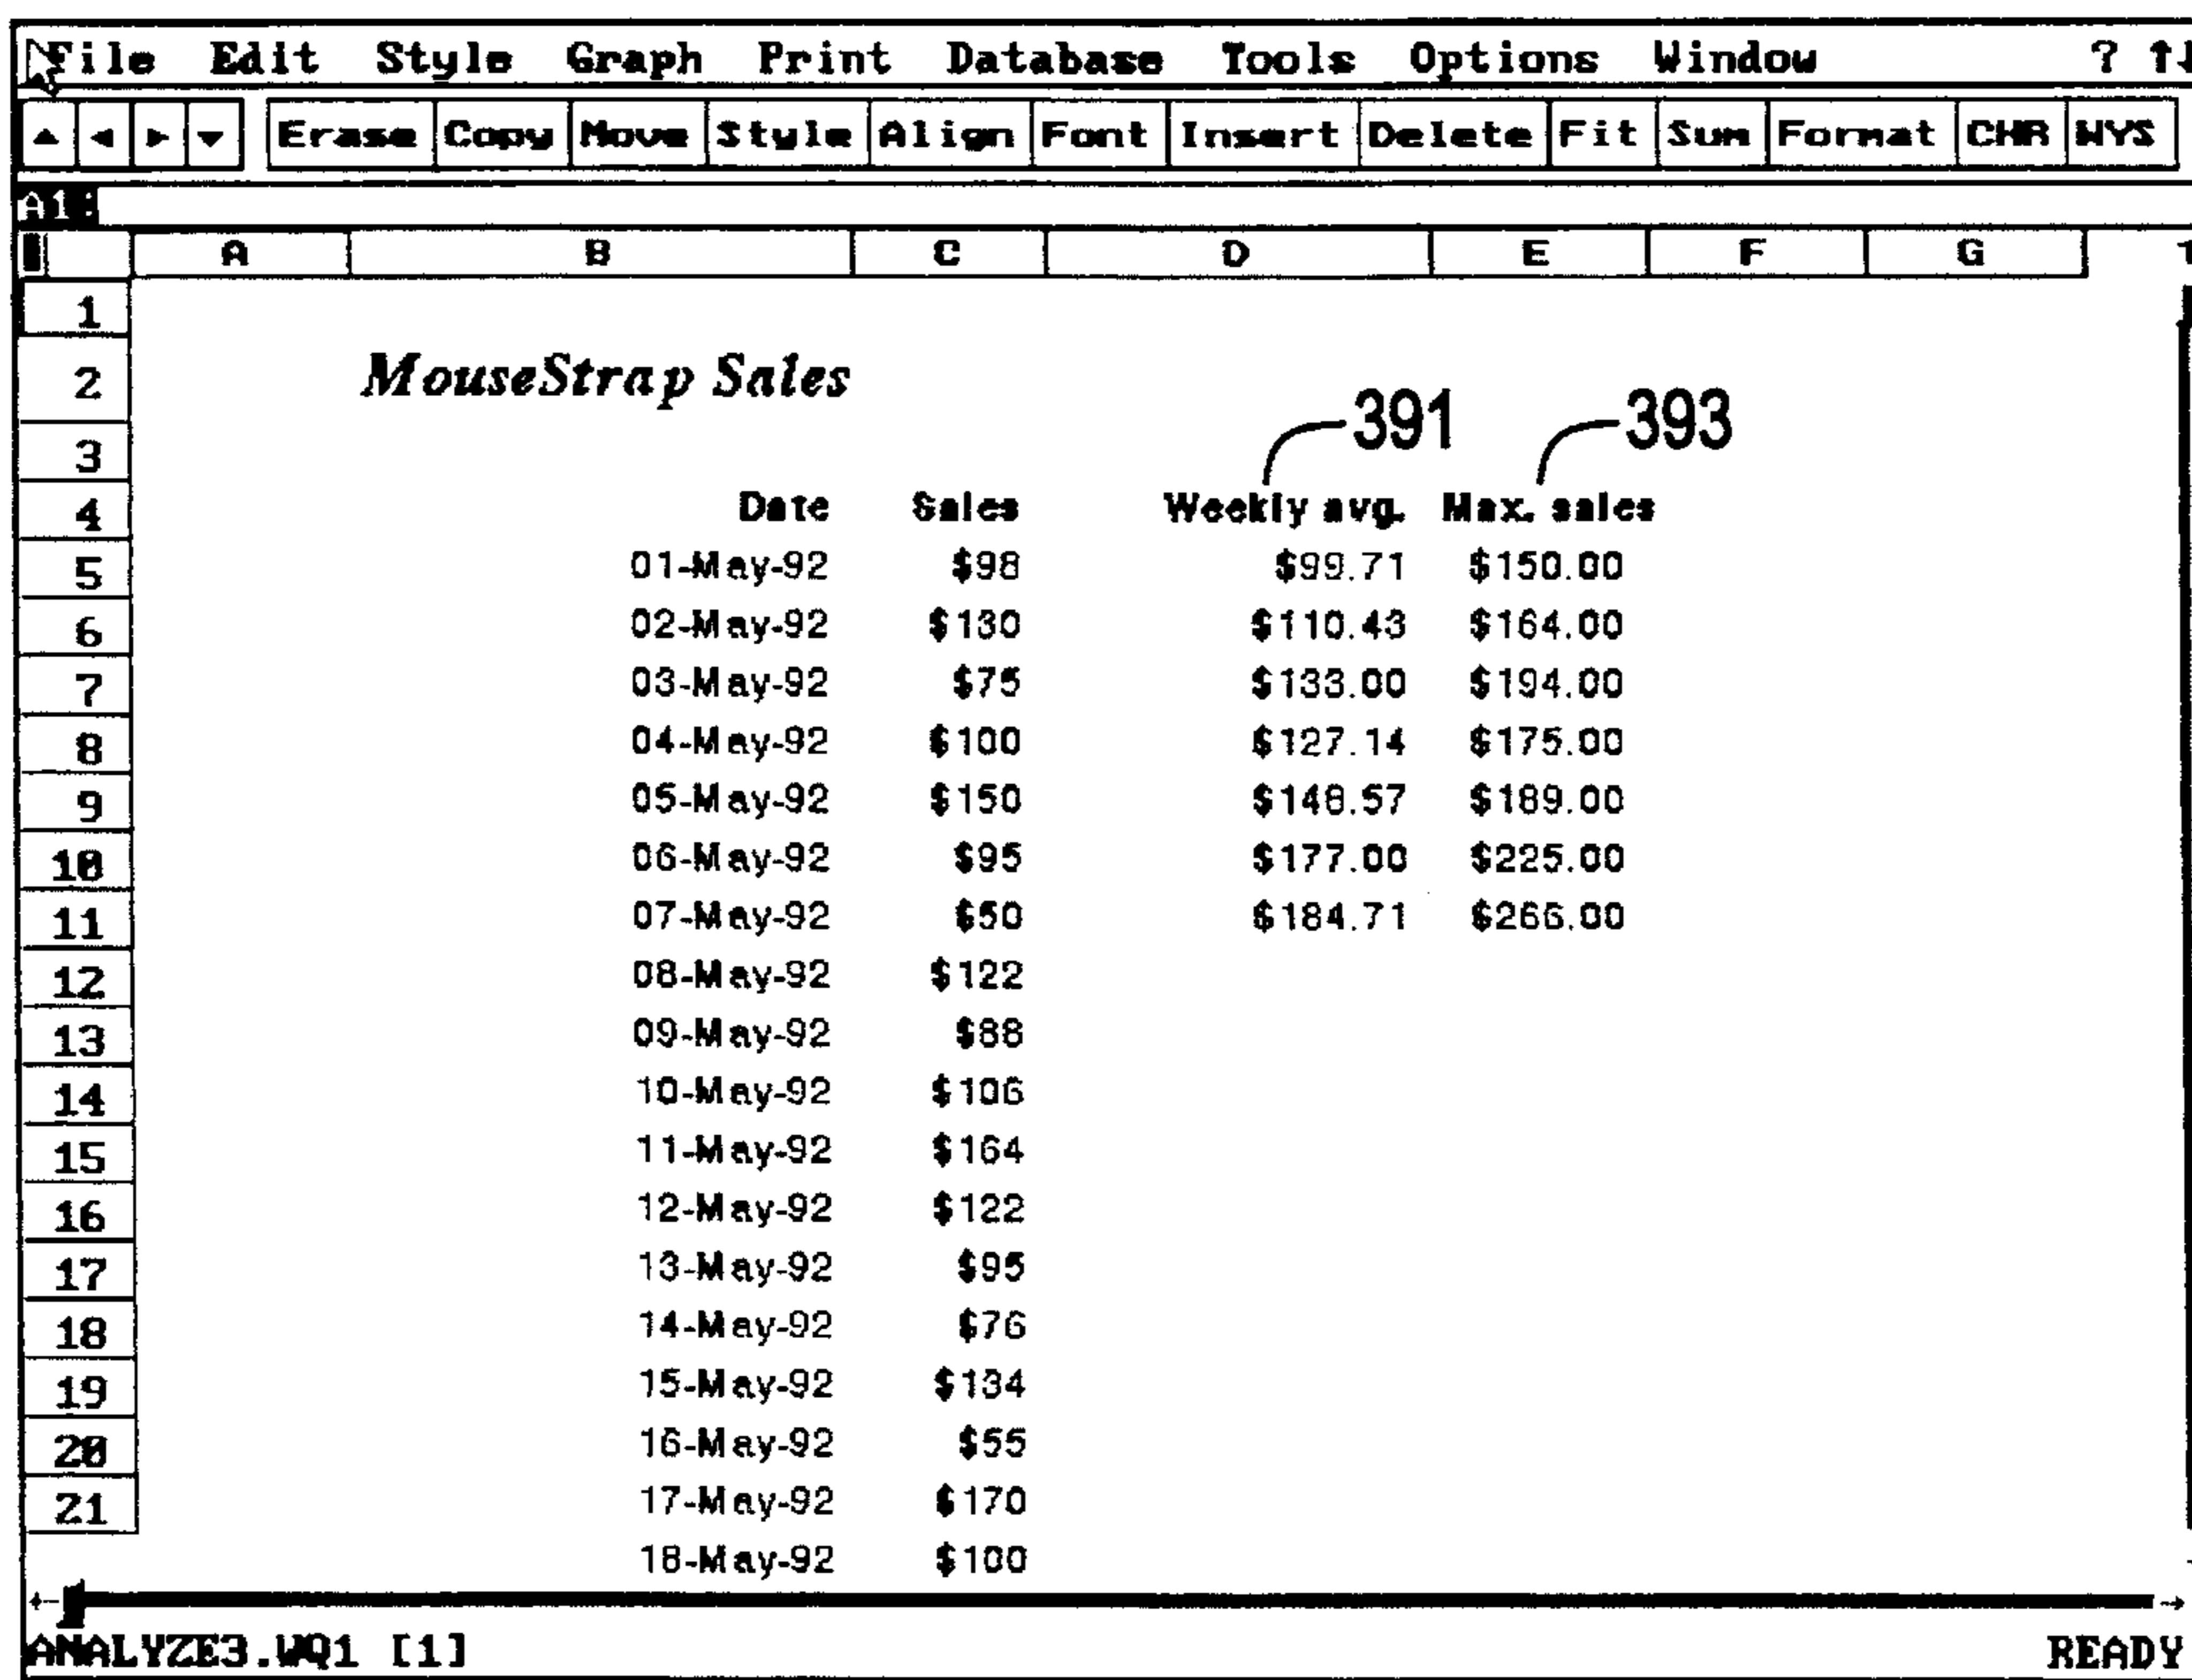 File Edit Style Graph Print Database Tools Options Window ? ↑↓
▲ ◄ ► ▼ Erase Copy Move Style Align Font Insert Delete Fit Sum Format CHR WYS
A1:
A B C D E F G
1
2 MouseStrap Sales
391 393
3
4 Date Sales Weekly avg. Max. sales
5 01-May-92 $98 $99.71 $150.00
6 02-May-92 $130 $110.43 $164.00
7 03-May-92 $75 $133.00 $194.00
8 04-May-92 $100 $127.14 $175.00
9 05-May-92 $150 $148.57 $189.00
10 06-May-92 $95 $177.00 $225.00
11 07-May-92 $50 $184.71 $266.00
12 08-May-92 $122
13 09-May-92 $88
14 10-May-92 $106
15 11-May-92 $164
16 12-May-92 $122
17 13-May-92 $95
18 14-May-92 $76
19 15-May-92 $134
20 16-May-92 $55
21 17-May-92 $170
18-May-92 $100
ANALYZE3.WQ1 [1] READY